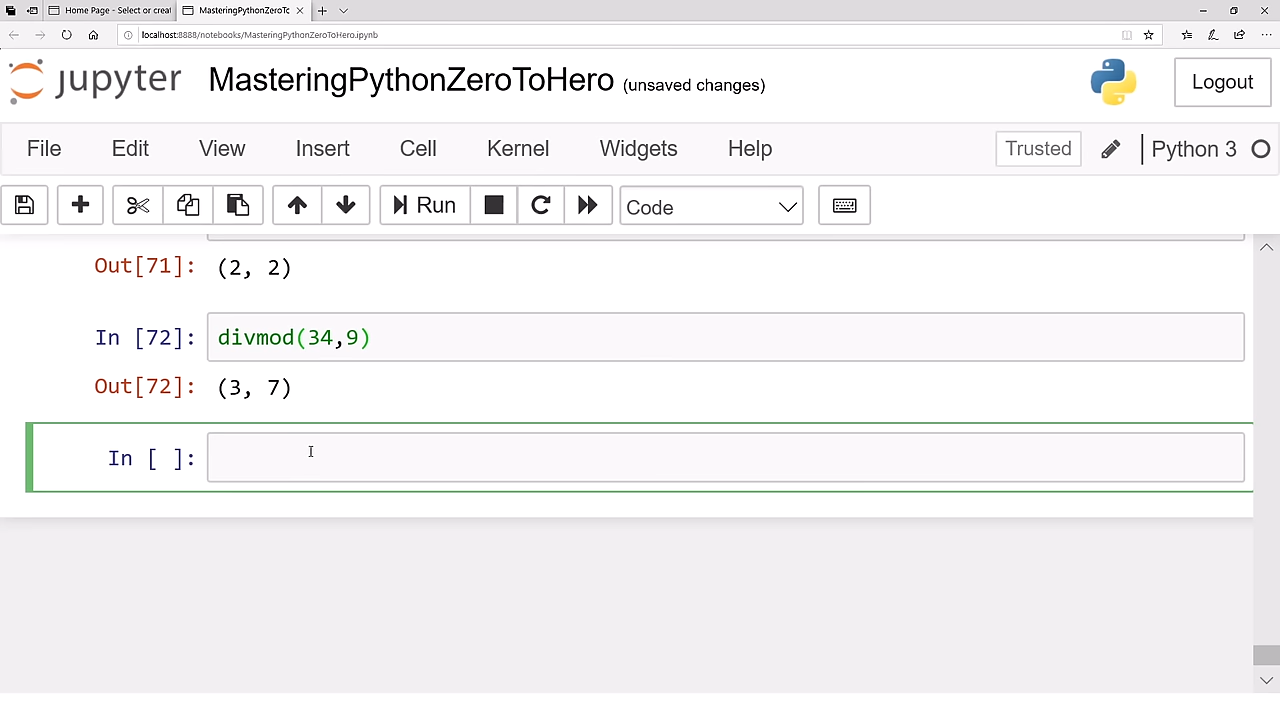 Home Page - Select or creat
MasteringPythonZeroTo
localhost:8888/notebooks/MasteringPythonZeroToHero.ipynb
jupyter MasteringPythonZeroToHero (unsaved changes) Logout
File Edit View Insert Cell Kernel Widgets Help Trusted Python 3
Run Code
Out[71]: (2, 2)
In [72]: divmod(34,9)
Out[72]: (3, 7)
In [ ]: